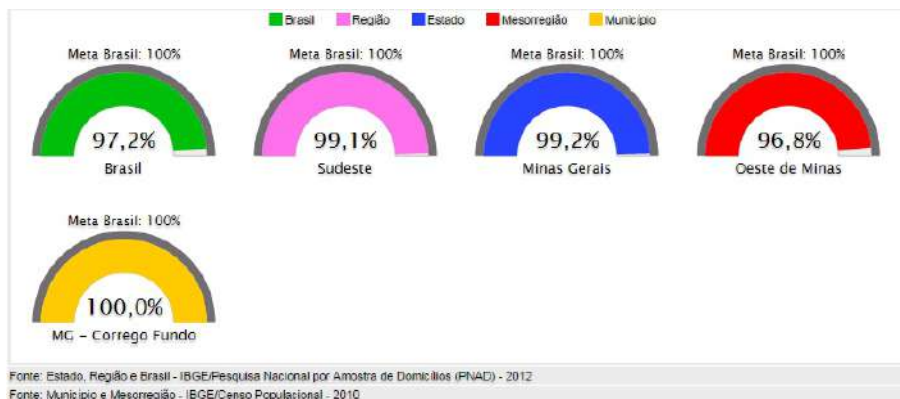 Brasil Região Estado Mesorregião Município
Meta Brasil: 100% Meta Brasil: 100% Meta Brasil: 100% Meta Brasil: 100%
97,2% 99,1% 99,2% 96,8%
Brasil Sudeste Minas Gerais Oeste de Minas
Meta Brasil: 100%
100,0%
MG - Corrego Fundo
Fonte: Estado, Região e Brasil - IBGE/Pesquisa Nacional por Amostra de Domicílios (PNAD) - 2012
Fonte: Município e Mesorregião - IBGE/Censo Populacional - 2010